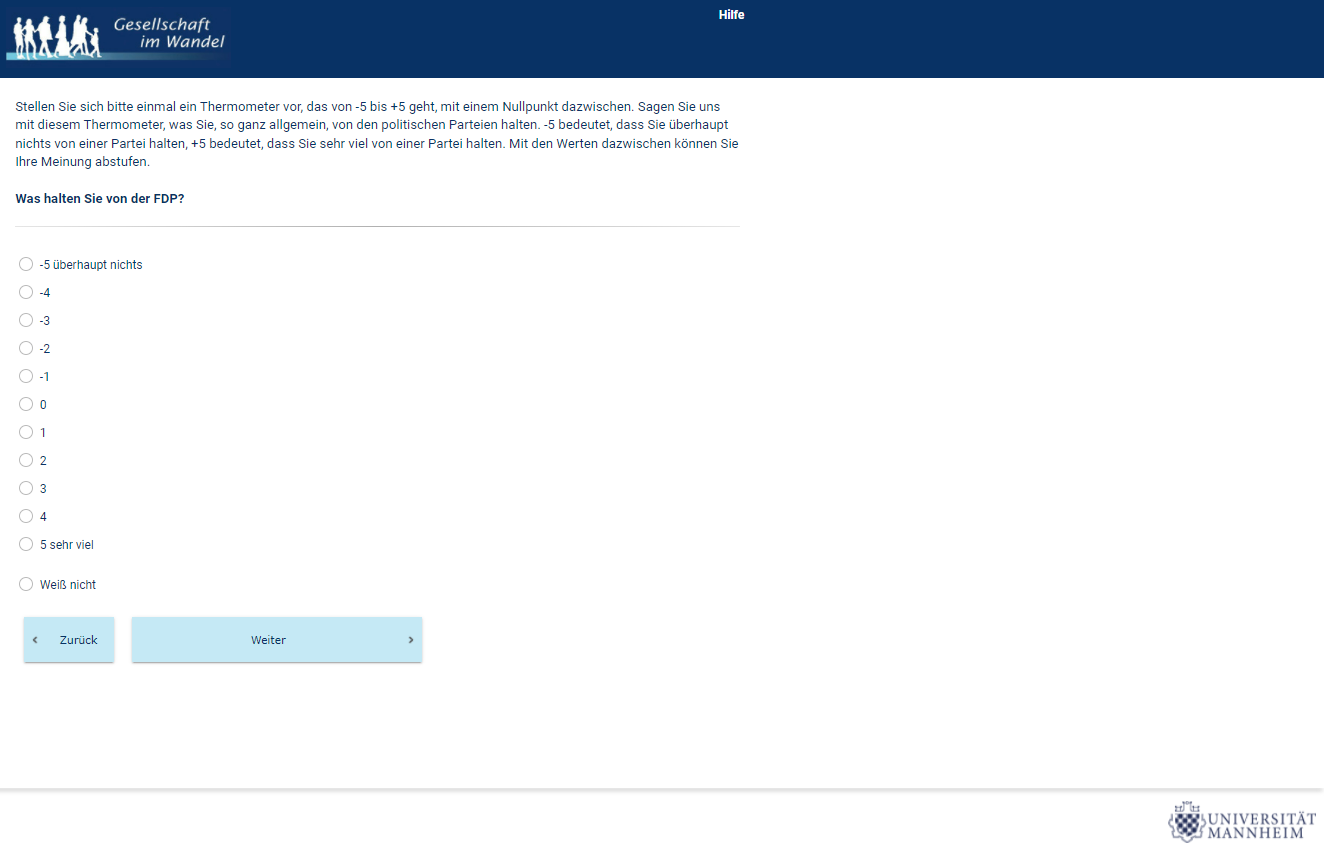 Gesellschaft
im Wandel
Hilfe
Stellen Sie sich bitte einmal ein Thermometer vor, das von -5 bis +5 geht, mit einem Nullpunkt dazwischen. Sagen Sie uns
mit diesem Thermometer, was Sie, so ganz allgemein, von den politischen Parteien halten. -5 bedeutet, dass Sie überhaupt
nichts von einer Partei halten, +5 bedeutet, dass Sie sehr viel von einer Partei halten. Mit den Werten dazwischen können Sie
Ihre Meinung abstufen.
Was halten Sie von der FDP?
-5 überhaupt nichts
-4
-3
-2
-1
0
1
2
3
4
5 sehr viel
Weiß nicht
Zurück
Weiter
UNIVERSITÄT
MANNHEIM